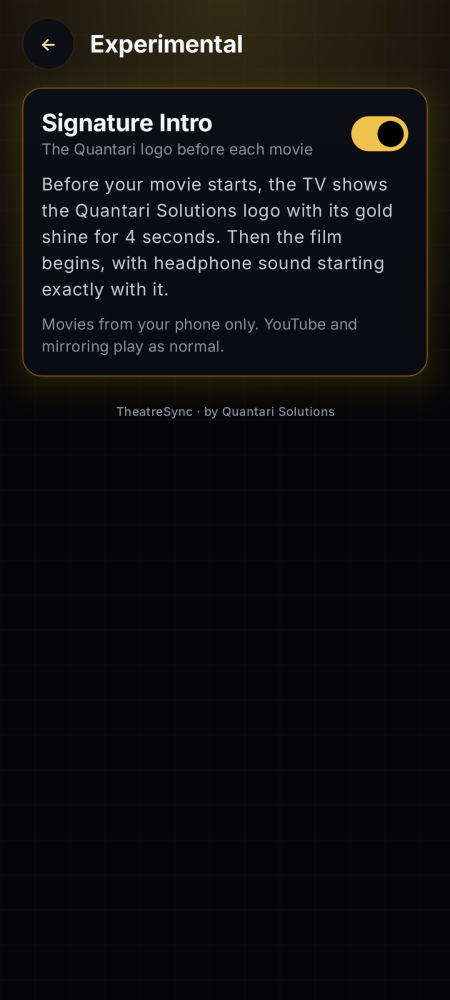 Experimental
Signature Intro
The Quantari logo before each movie
Before your movie starts, the TV shows
the Quantari Solutions logo with its gold
shine for 4 seconds. Then the film
begins, with headphone sound starting
exactly with it.
Movies from your phone only. YouTube and
mirroring play as normal.
TheatreSync · by Quantari Solutions